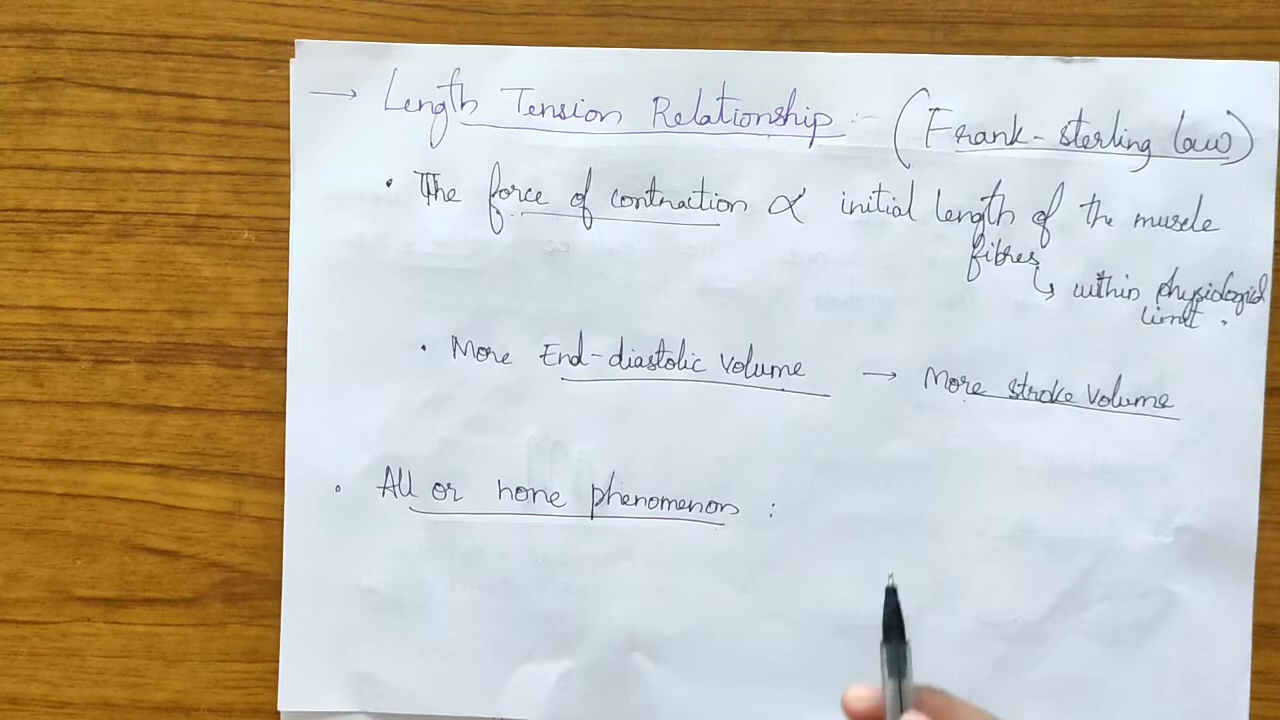 → Length Tension Relationship :- (Frank-sterling law)
• The force of contraction ∝ initial length of the muscle
fibres
↳ within physiological
limit.
• More End-diastolic volume → More stroke volume
• All or none phenomenon :